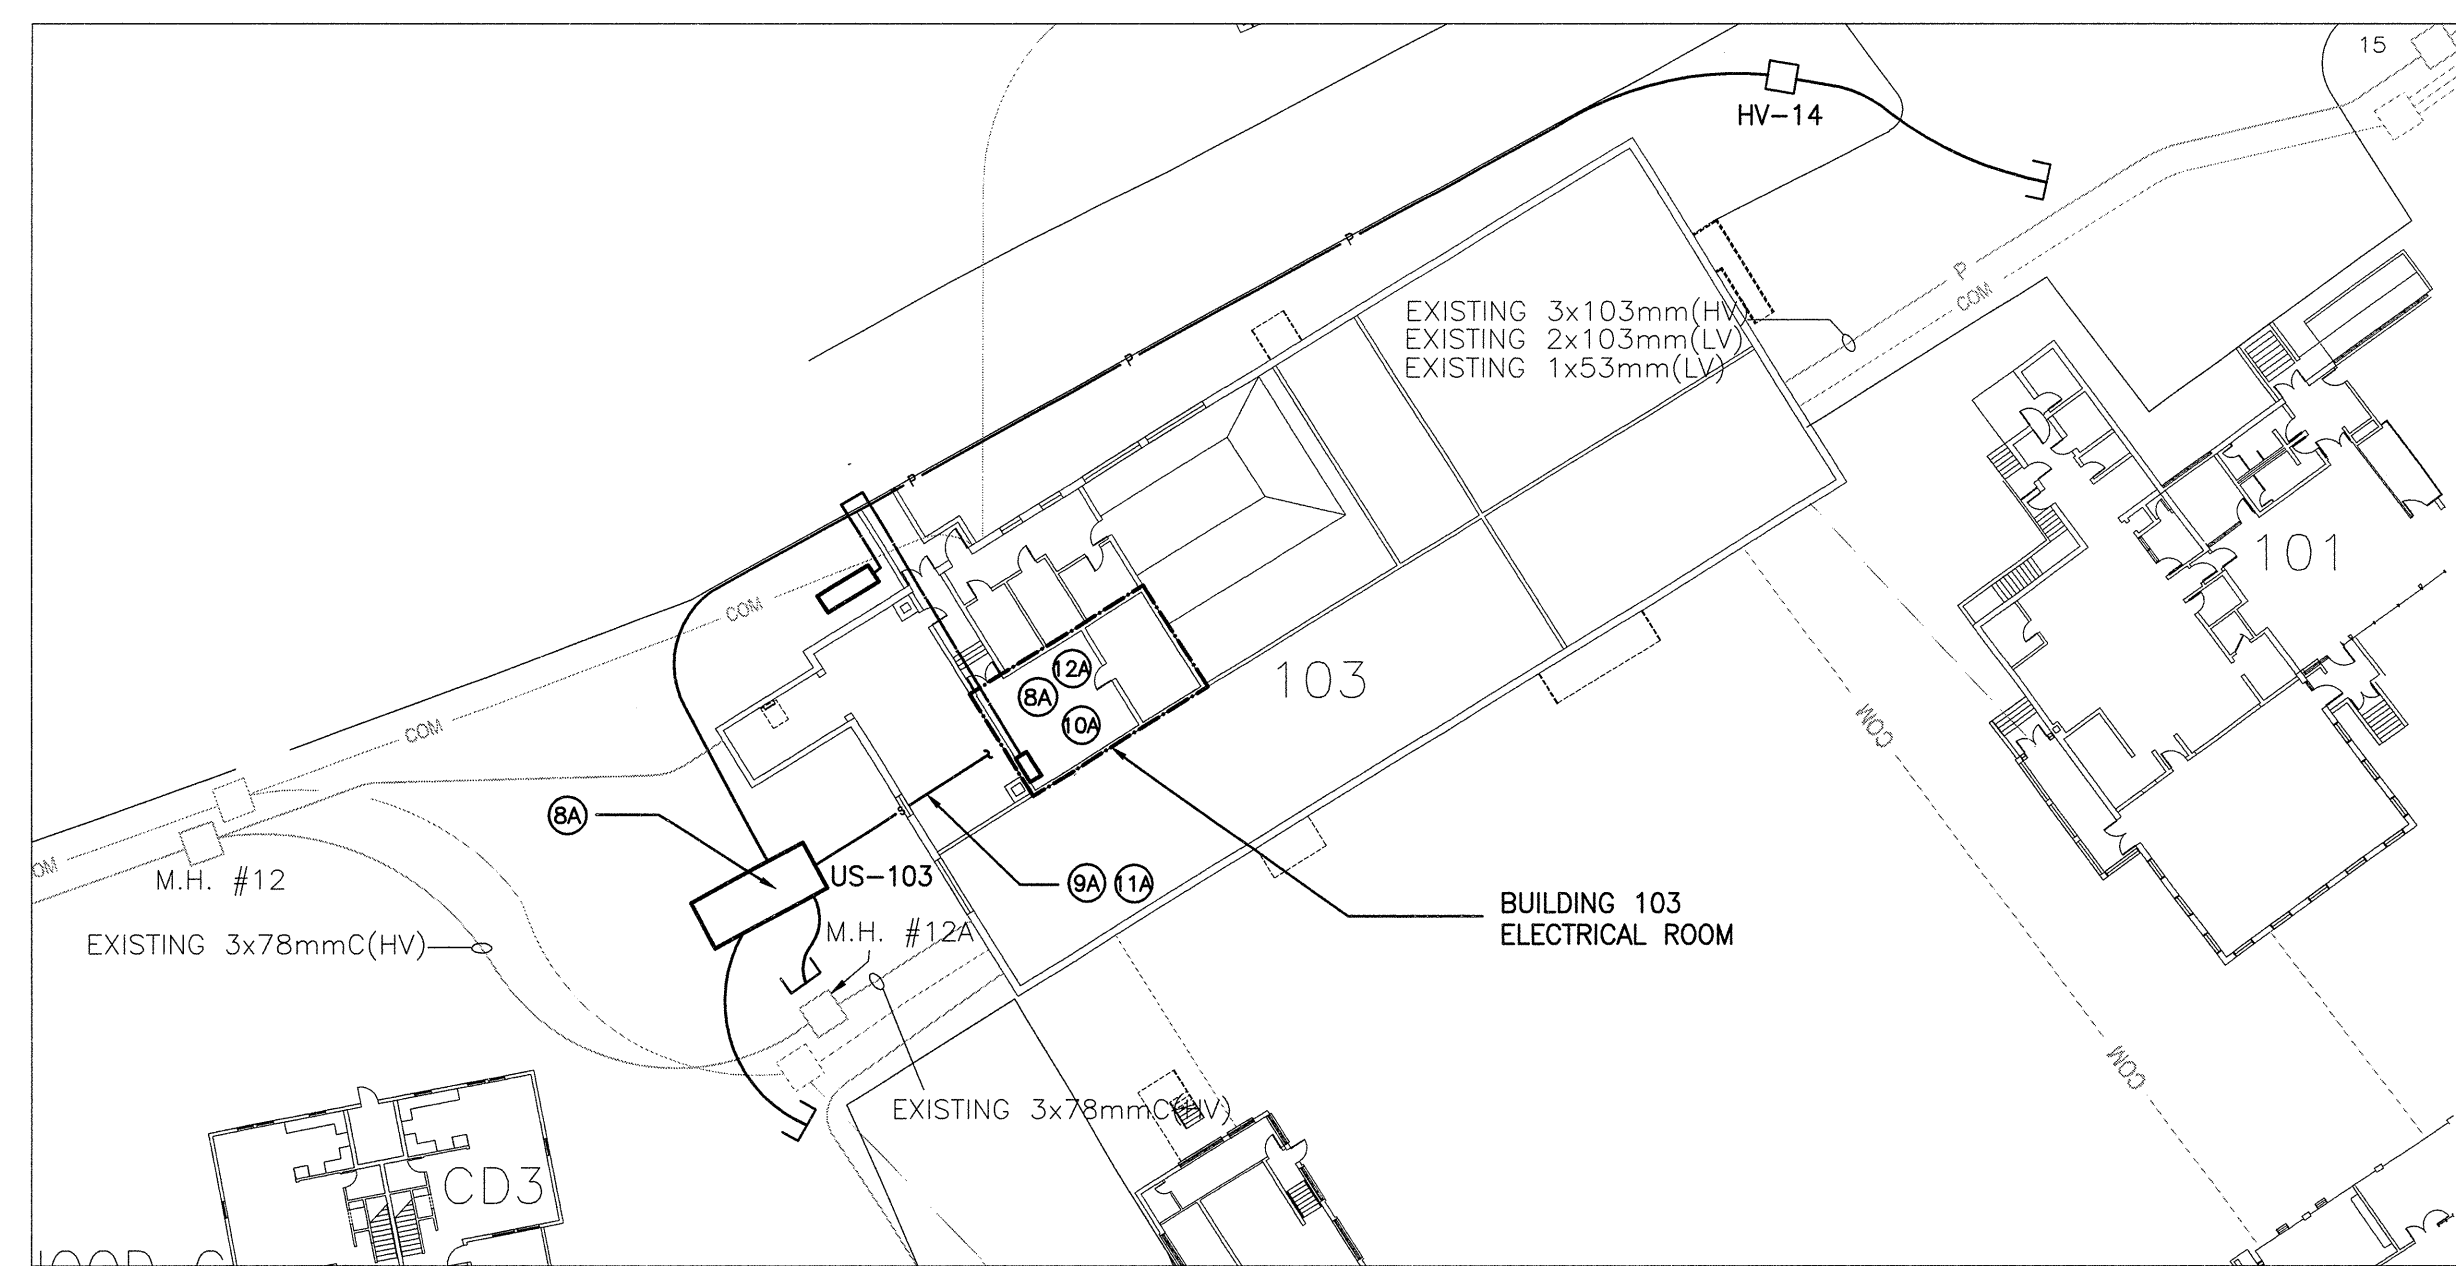 15
HV-14
P
P
COM
EXISTING 3x103mm(HV)
EXISTING 2x103mm(LV)
EXISTING 1x53mm(LV)
P
P
101
COM
12A
8A
103
10A
COM
COM
8A
US-103
9A 11A
M.H. #12
BUILDING 103
ELECTRICAL ROOM
M.H. #12A
EXISTING 3x78mmC(HV)
COM
EXISTING 3x78mmC(HV)
CD3